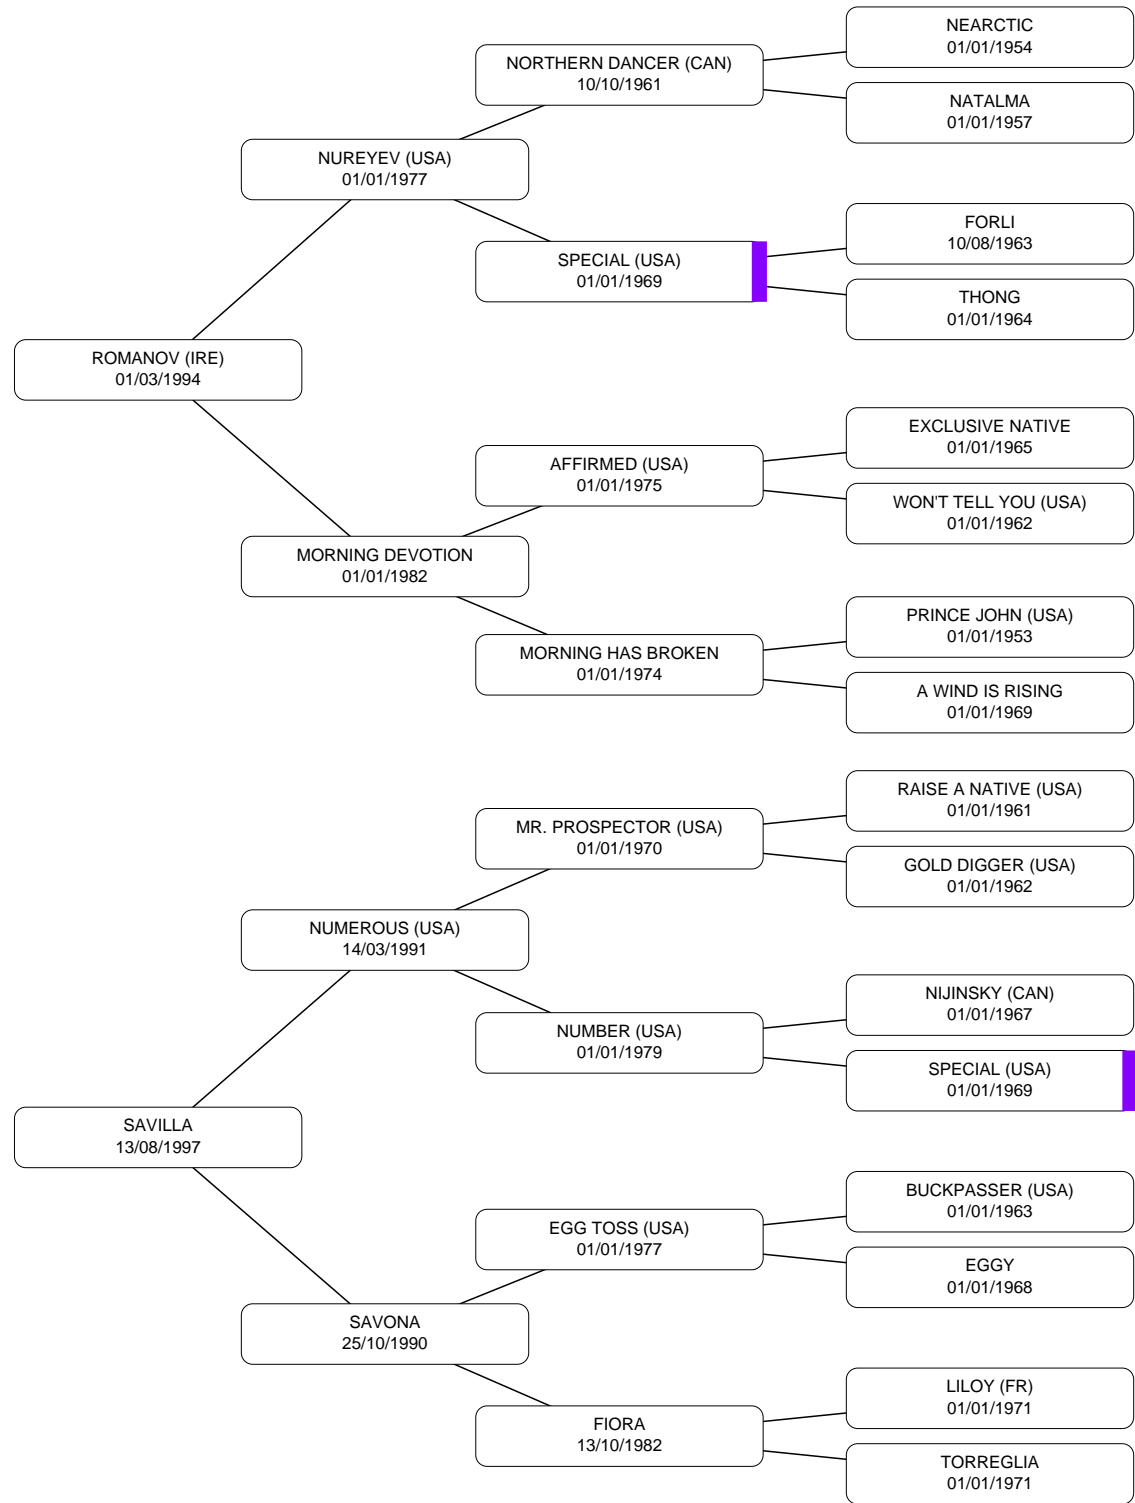 NEARCTIC
01/01/1954
NORTHERN DANCER (CAN)
10/10/1961
NATALMA
01/01/1957
NUREYEV (USA)
01/01/1977
FORLI
10/08/1963
SPECIAL (USA)
01/01/1969
THONG
01/01/1964
ROMANOV (IRE)
01/03/1994
EXCLUSIVE NATIVE
01/01/1965
AFFIRMED (USA)
01/01/1975
WON'T TELL YOU (USA)
01/01/1962
MORNING DEVOTION
01/01/1982
PRINCE JOHN (USA)
01/01/1953
MORNING HAS BROKEN
01/01/1974
A WIND IS RISING
01/01/1969
RAISE A NATIVE (USA)
01/01/1961
MR. PROSPECTOR (USA)
01/01/1970
GOLD DIGGER (USA)
01/01/1962
NUMEROUS (USA)
14/03/1991
NIJINSKY (CAN)
01/01/1967
NUMBER (USA)
01/01/1979
SPECIAL (USA)
01/01/1969
SAVILLA
13/08/1997
BUCKPASSER (USA)
01/01/1963
EGG TOSS (USA)
01/01/1977
EGGY
01/01/1968
SAVONA
25/10/1990
LILOY (FR)
01/01/1971
FIORA
13/10/1982
TORREGLIA
01/01/1971